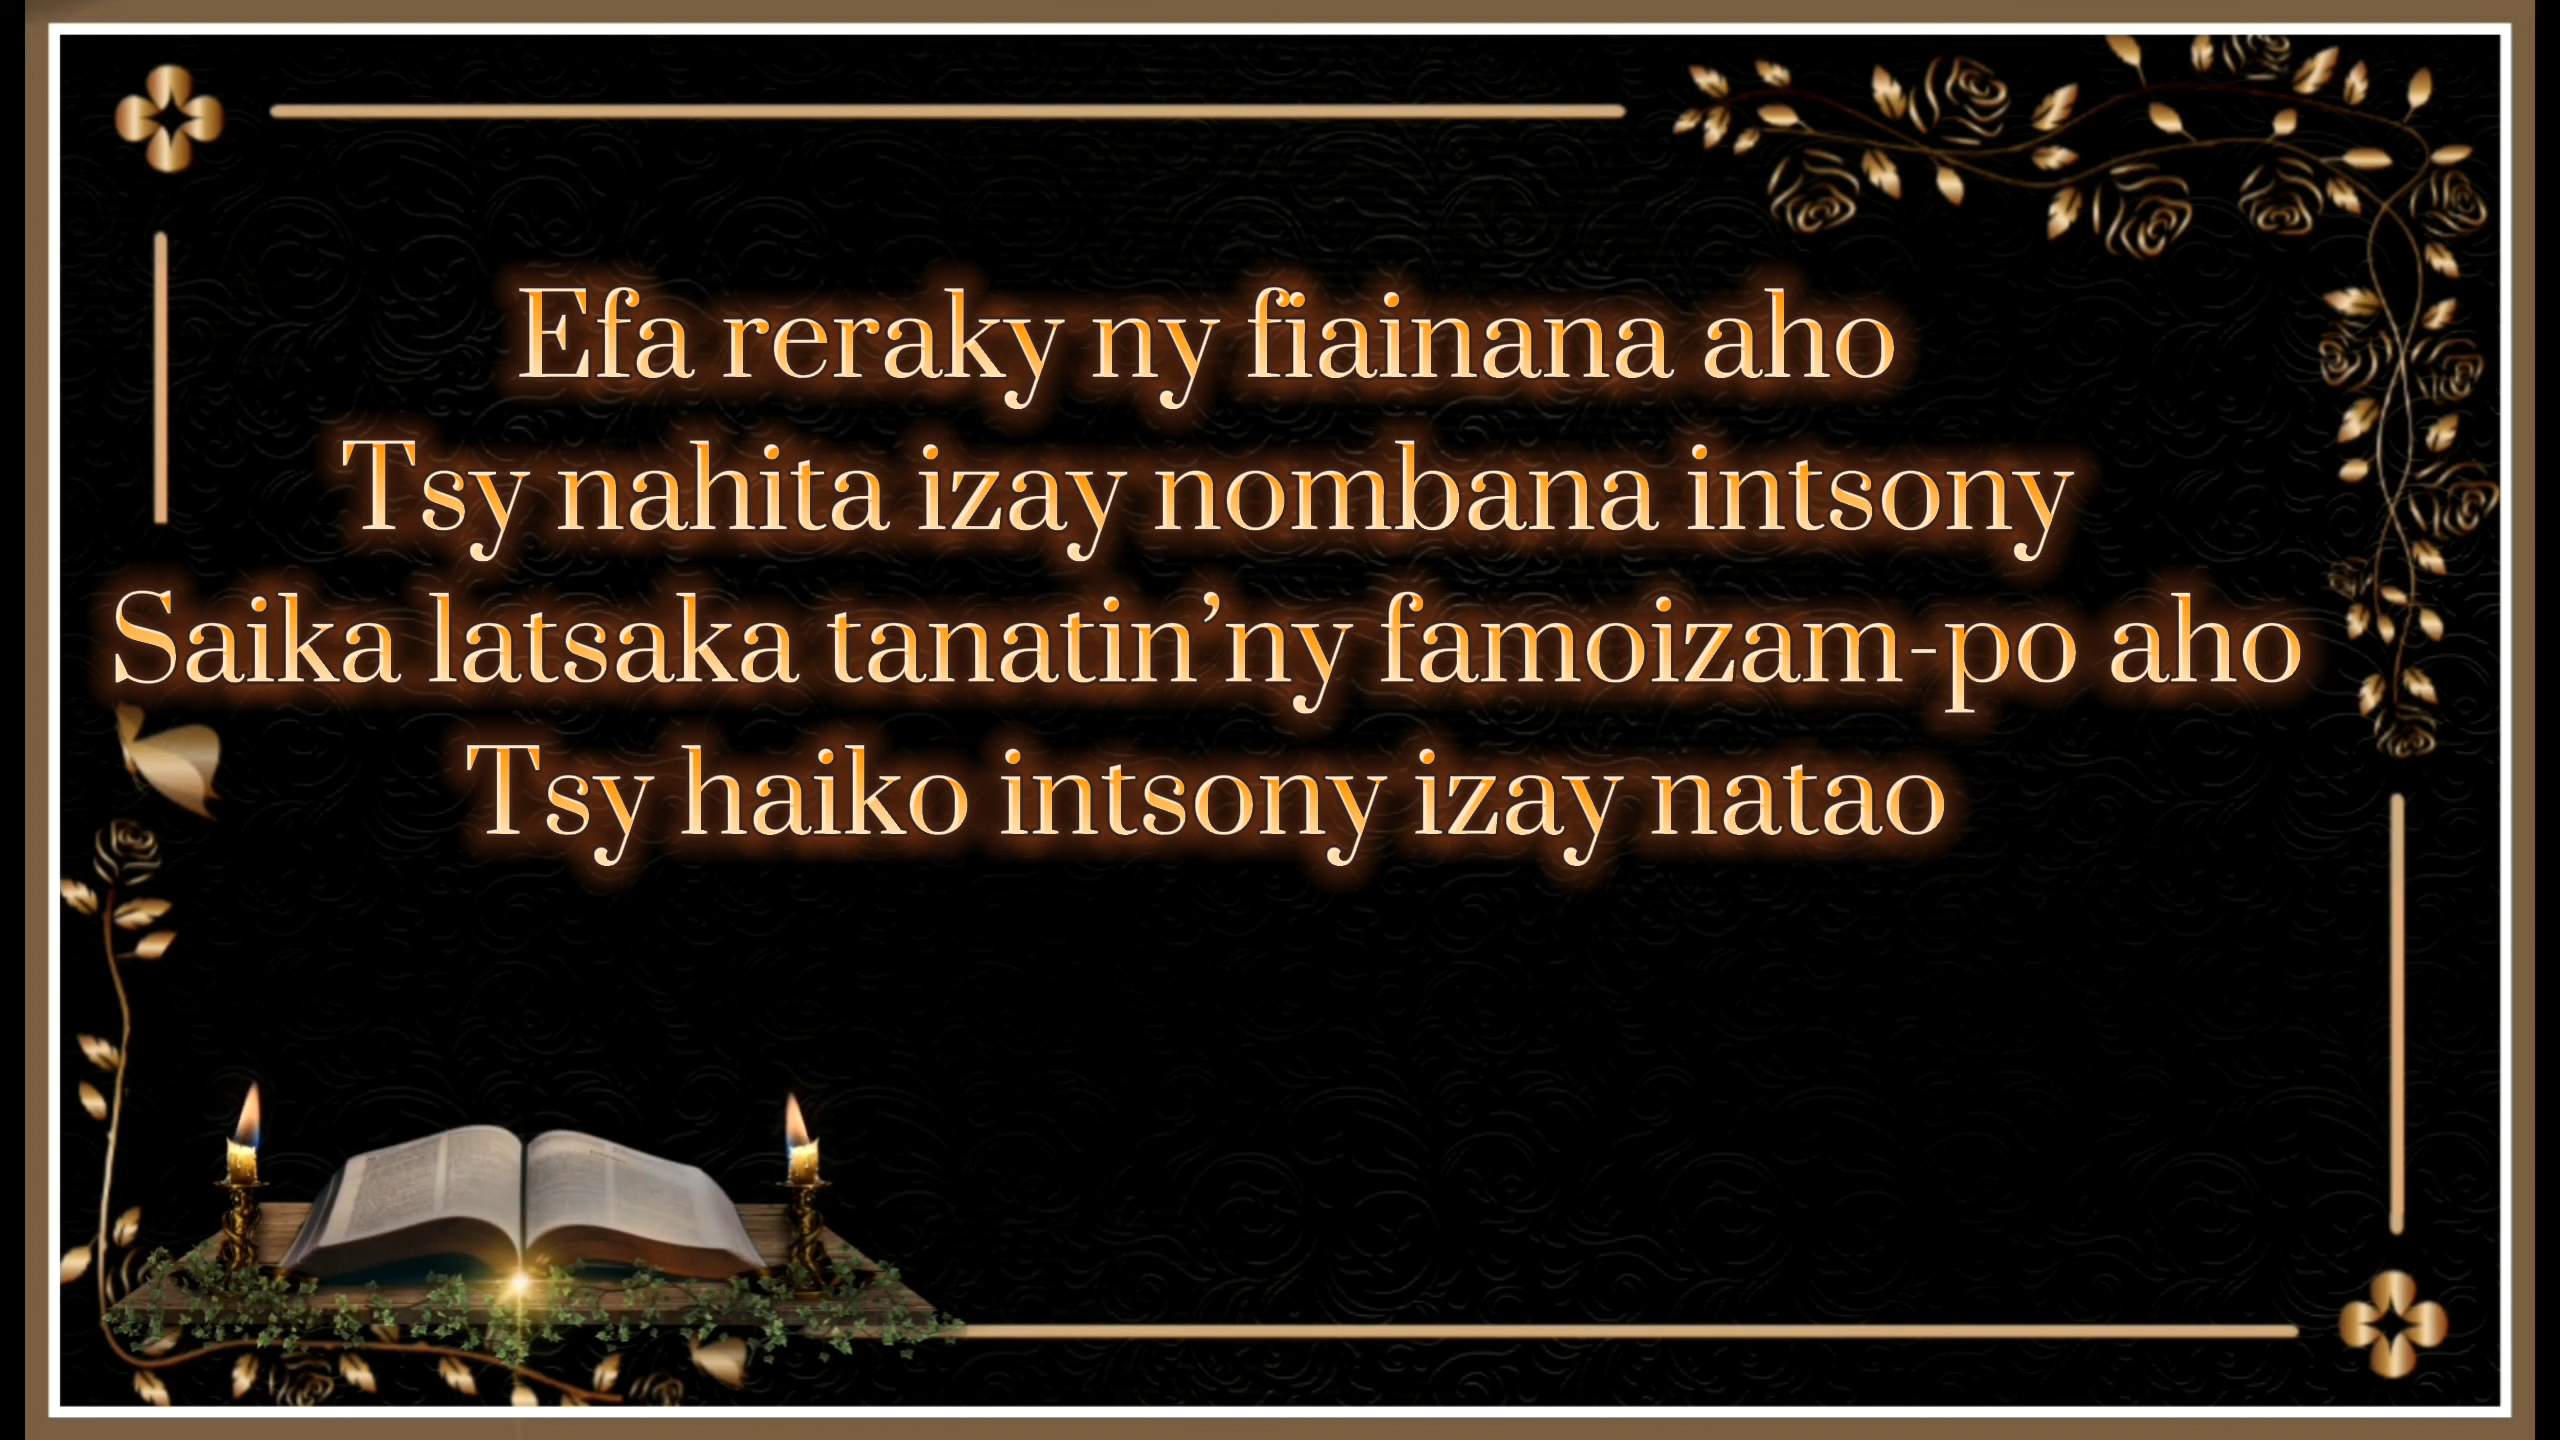 Efa reraky ny fiainana aho
Tsy nahita izay nombana intsony
Saika latsaka tanatin’ny famoizam-po aho
Tsy haiko intsony izay natao